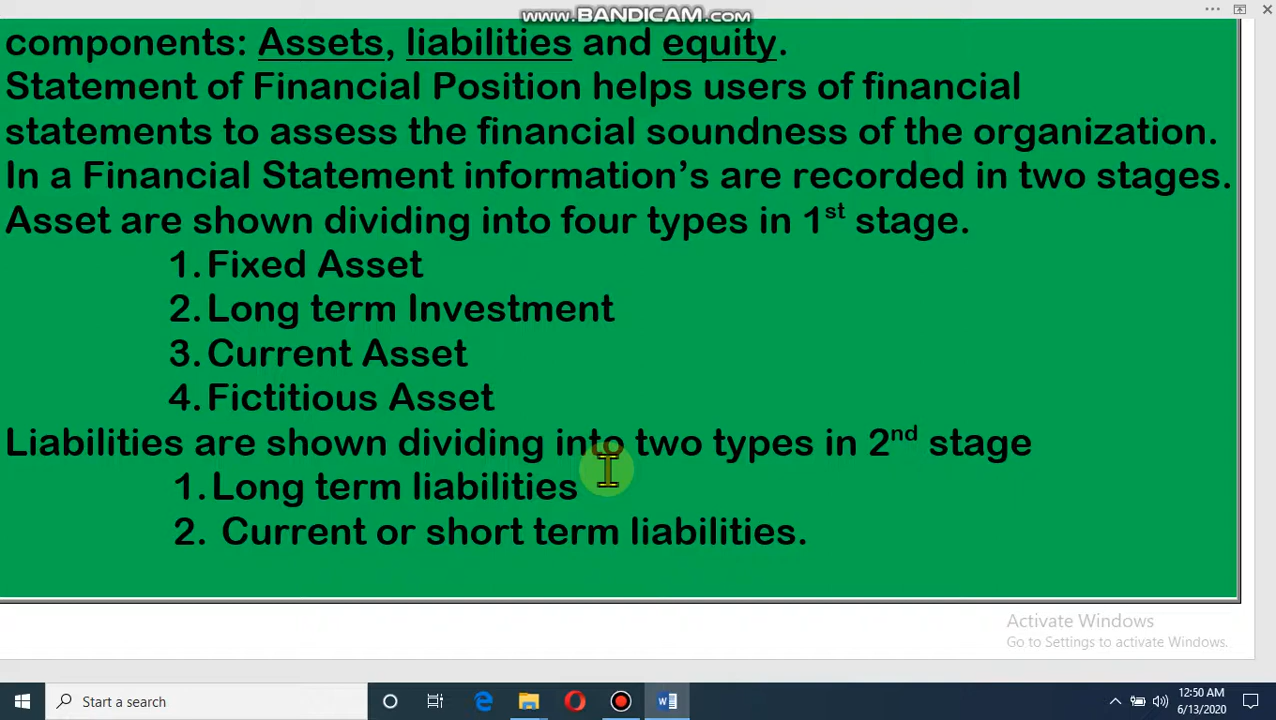 www.BANDICAM.com
components: Assets, liabilities and equity.
Statement of Financial Position helps users of financial
statements to assess the financial soundness of the organization.
In a Financial Statement information’s are recorded in two stages.
Asset are shown dividing into four types in 1st stage.
1. Fixed Asset
2. Long term Investment
3. Current Asset
4. Fictitious Asset
Liabilities are shown dividing into two types in 2nd stage
1. Long term liabilities
2. Current or short term liabilities.
Activate Windows
Go to Settings to activate Windows.
Start a search
12:50 AM
6/13/2020